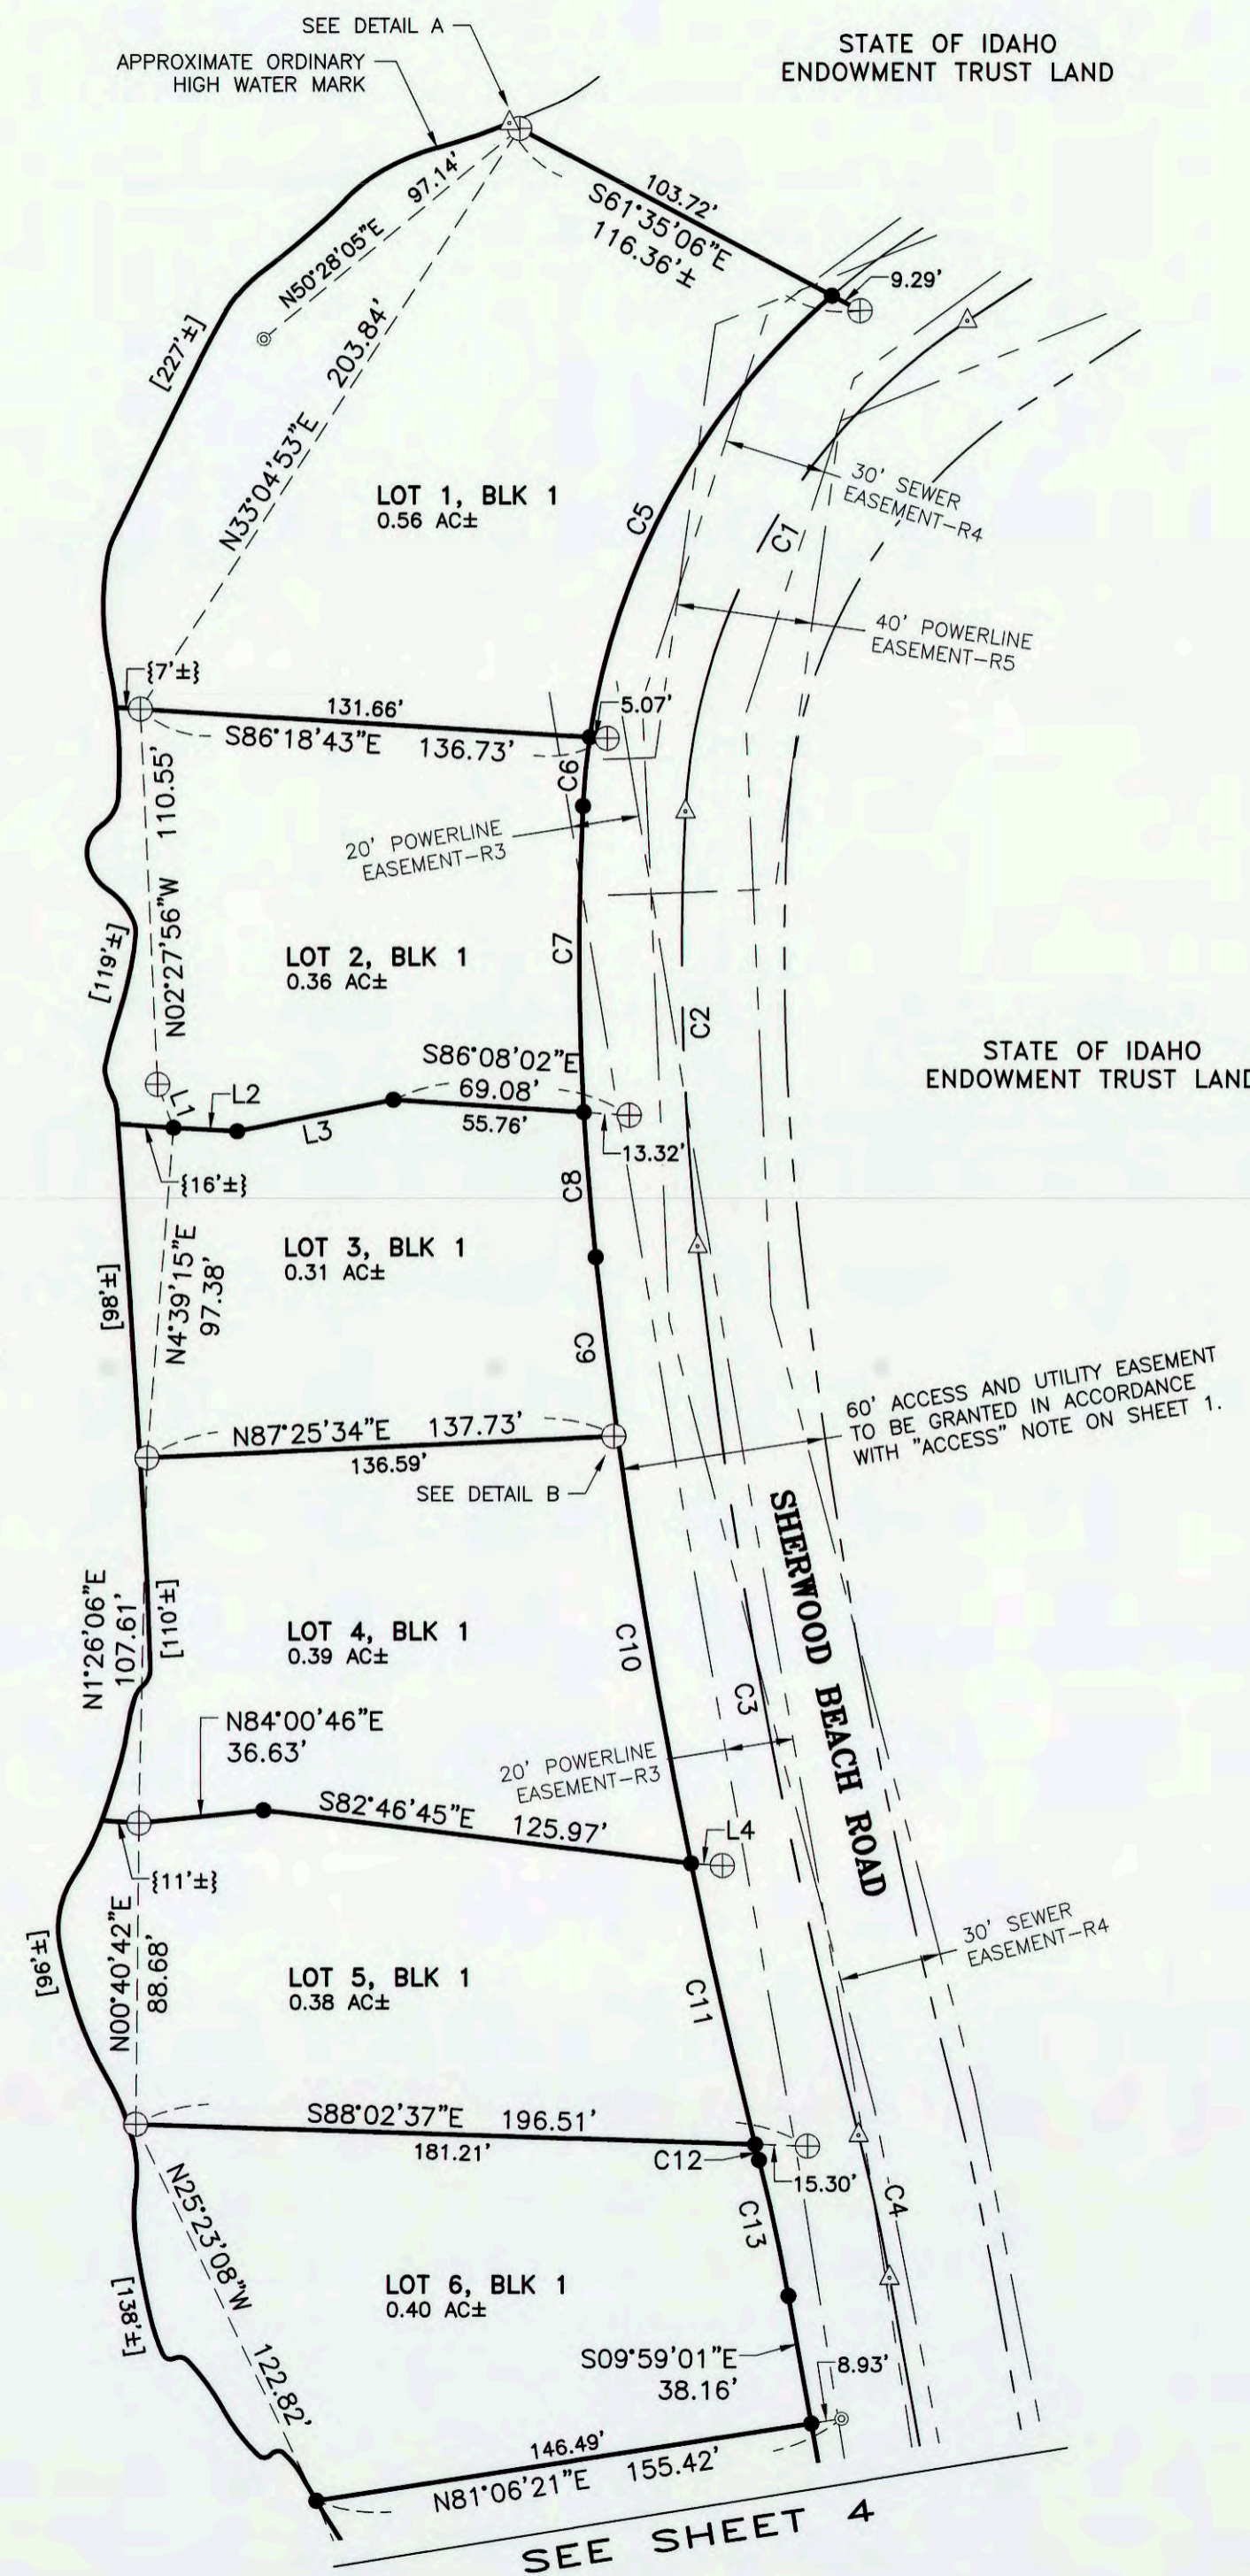 SEE DETAIL A
APPROXIMATE ORDINARY
HIGH WATER MARK
STATE OF IDAHO
ENDOWMENT TRUST LAND
97.14'
N50°28'05"E
103.72'
S61°35'06"E
116.36'±
9.29'
[227'±]
203.84'
N33°04'53"E
LOT 1, BLK 1
0.56 AC±
C5
30' SEWER
EASEMENT-R4
C1
40' POWERLINE
EASEMENT-R5
{7'±}
131.66'
S86°18'43"E 136.73'
5.07'
C6
N02°27'56"W 110.55'
20' POWERLINE
EASEMENT-R3
[119'±]
LOT 2, BLK 1
0.36 AC±
C7
C2
STATE OF IDAHO
ENDOWMENT TRUST LAND
S86°08'02"E
69.08'
55.76'
L1
L2
L3
13.32'
{16'±}
C8
LOT 3, BLK 1
0.31 AC±
[98'±]
N4°39'15"E
97.38'
C9
60' ACCESS AND UTILITY EASEMENT
TO BE GRANTED IN ACCORDANCE
WITH "ACCESS" NOTE ON SHEET 1.
N87°25'34"E 137.73'
136.59'
SEE DETAIL B
SHERWOOD BEACH ROAD
N1°26'06"E
107.61'
[110'±]
LOT 4, BLK 1
0.39 AC±
C10
C3
N84°00'46"E
36.63'
20' POWERLINE
EASEMENT-R3
S82°46'45"E 125.97'
L4
{11'±}
N00°40'42"E
88.68'
[96'±]
LOT 5, BLK 1
0.38 AC±
30' SEWER
EASEMENT-R4
C11
S88°02'37"E 196.51'
181.21'
C12
15.30'
C13
C4
N25°23'08"W 122.82'
[138'±]
LOT 6, BLK 1
0.40 AC±
S09°59'01"E
38.16'
8.93'
146.49'
N81°06'21"E 155.42'
SEE SHEET 4